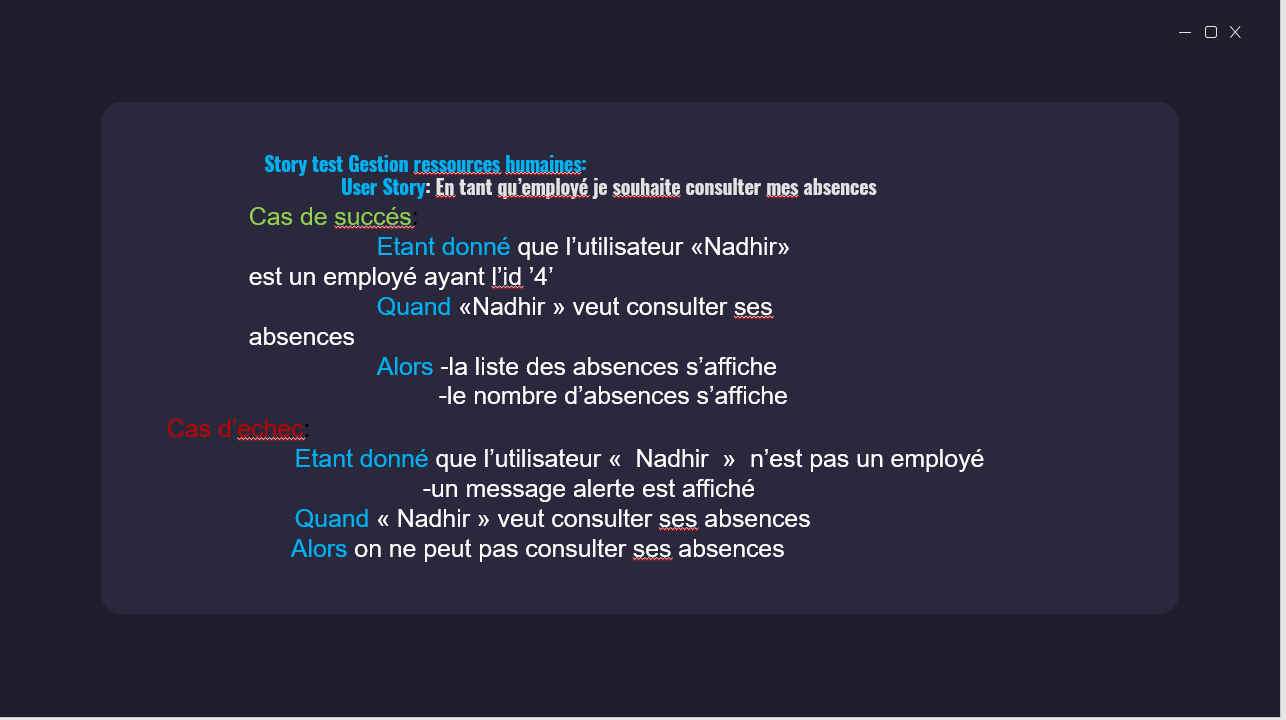 Story test Gestion ressources humaines:
User Story: En tant qu’employé je souhaite consulter mes absences
Cas de succés:
Etant donné que l’utilisateur «Nadhir»
est un employé ayant l’id ’4’
Quand «Nadhir » veut consulter ses
absences
Alors -la liste des absences s’affiche
-le nombre d’absences s’affiche
Cas d’echec:
Etant donné que l’utilisateur « Nadhir » n’est pas un employé
-un message alerte est affiché
Quand « Nadhir » veut consulter ses absences
Alors on ne peut pas consulter ses absences